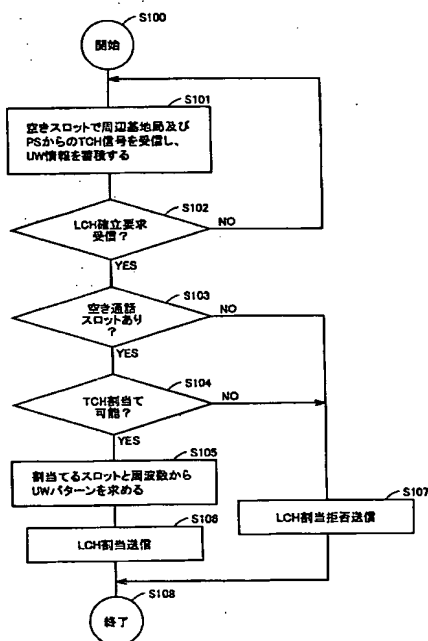 S100
開始
S101
空きスロットで周辺基地局及び
PSからのTCH信号を受信し、
UW情報を蓄積する
S102
LCH確立要求
受信？
NO
YES
S103
空き通話
スロットあり
？
NO
YES
S104
TCH割当て
可能？
NO
YES
S105
割当てるスロットと周波数から
UWパターンを求める
S106
LCH割当送信
S107
LCH割当拒否送信
S108
終了